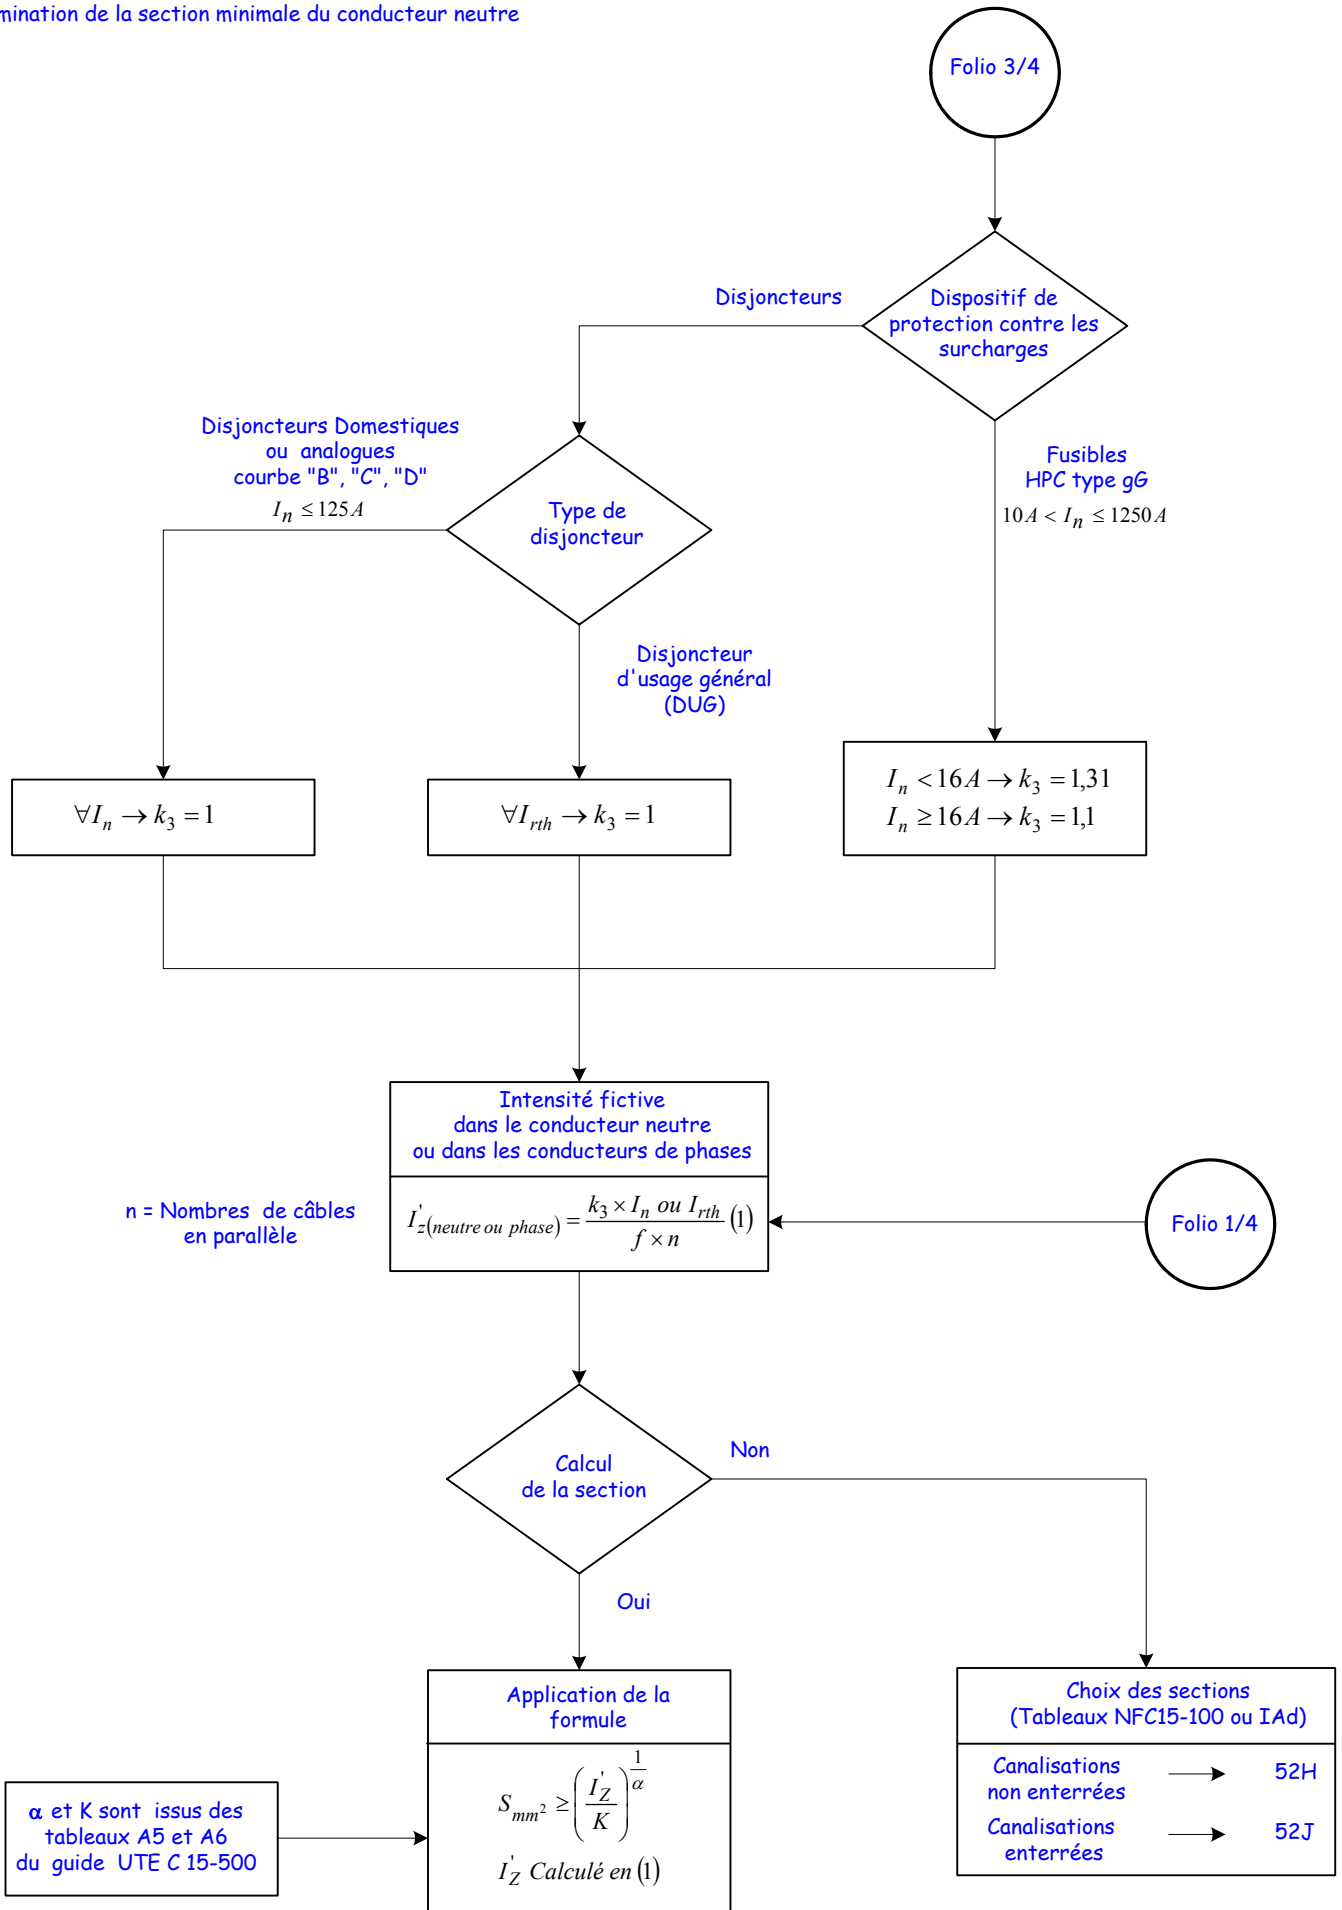 mination de la section minimale du conducteur neutre
Folio 3/4
Dispositif de
protection contre les
surcharges
Disjoncteurs
Disjoncteurs Domestiques
ou analogues
courbe "B", "C", "D"
I_n ≤ 125 A
Type de
disjoncteur
Fusibles
HPC type gG
10 A < I_n ≤ 1250 A
Disjoncteur
d'usage général
(DUG)
∀I_n → k_3 = 1
∀I_rth → k_3 = 1
I_n < 16 A → k_3 = 1,31
I_n ≥ 16 A → k_3 = 1,1
Intensité fictive
dans le conducteur neutre
ou dans les conducteurs de phases
n = Nombres de câbles
en parallèle
I'_z(neutre ou phase) = (k_3 × I_n ou I_rth) / (f × n) (1)
Folio 1/4
Calcul
de la section
Non
Oui
Application de la
formule
S_mm² ≥ (I'_Z / K)^(1/α)
I'_Z Calculé en (1)
α et K sont issus des
tableaux A5 et A6
du guide UTE C 15-500
Choix des sections
(Tableaux NFC15-100 ou IAd)
Canalisations
non enterrées
52H
Canalisations
enterrées
52J